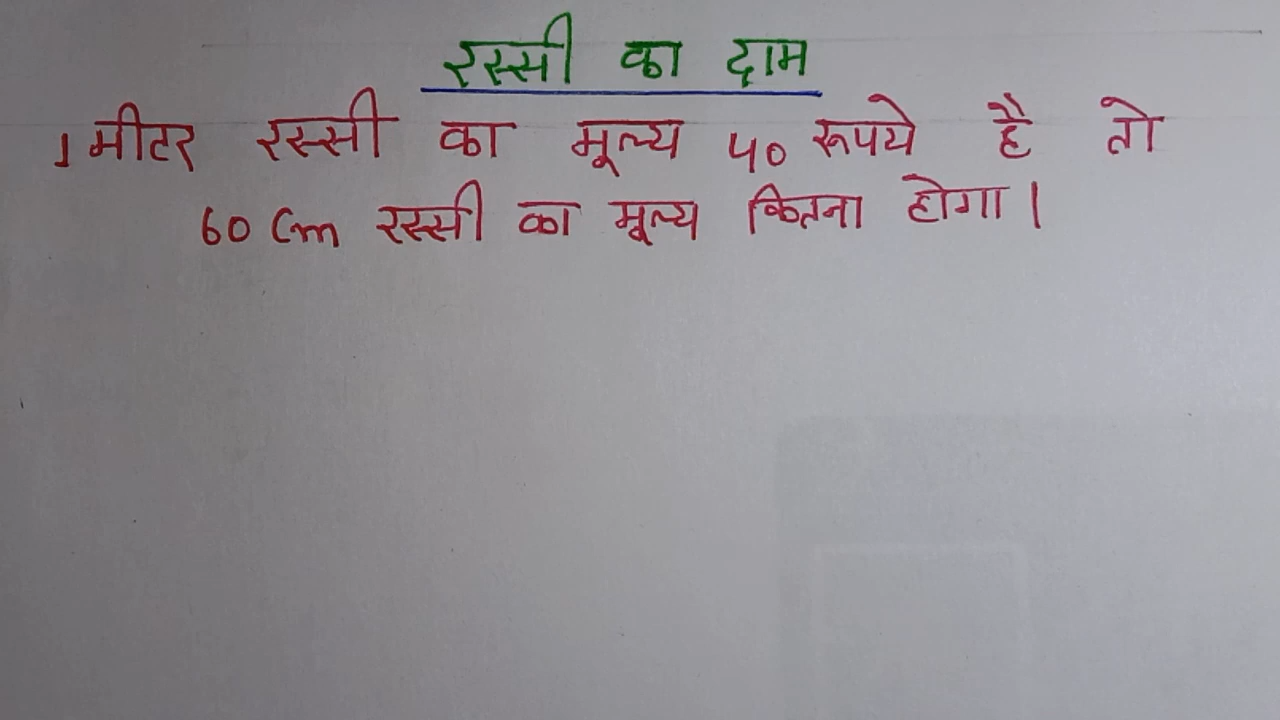 रस्सी का दाम
1 मीटर रस्सी का मूल्य 40 रूपये है तो
60 Cm रस्सी का मूल्य कितना होगा।